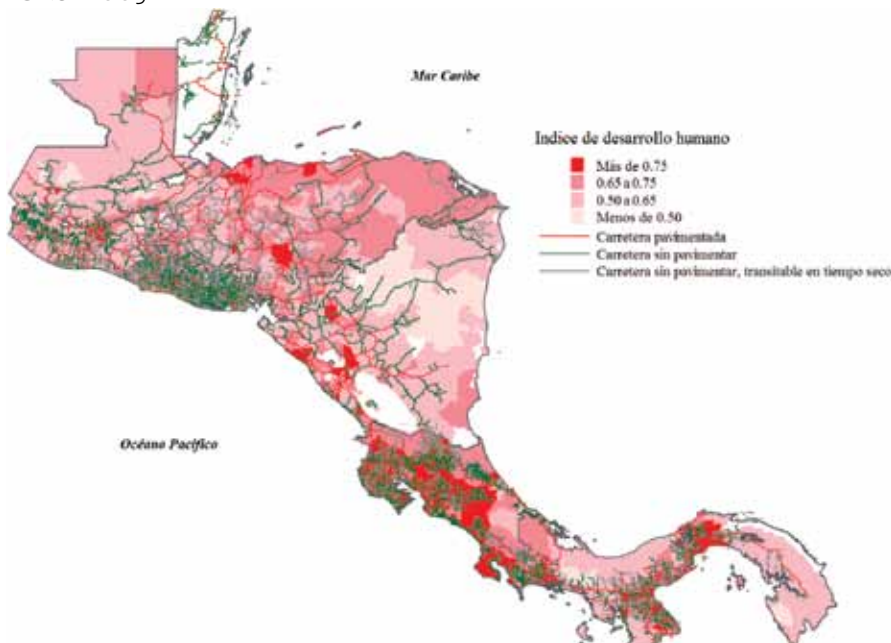 Mar Caribe
Indice de desarrollo humano
Más de 0.75
0.65 a 0.75
0.50 a 0.65
Menos de 0.50
Carretera pavimentada
Carretera sin pavimentar
Carretera sin pavimentar, transitable en tiempo seco
Océano Pacífico